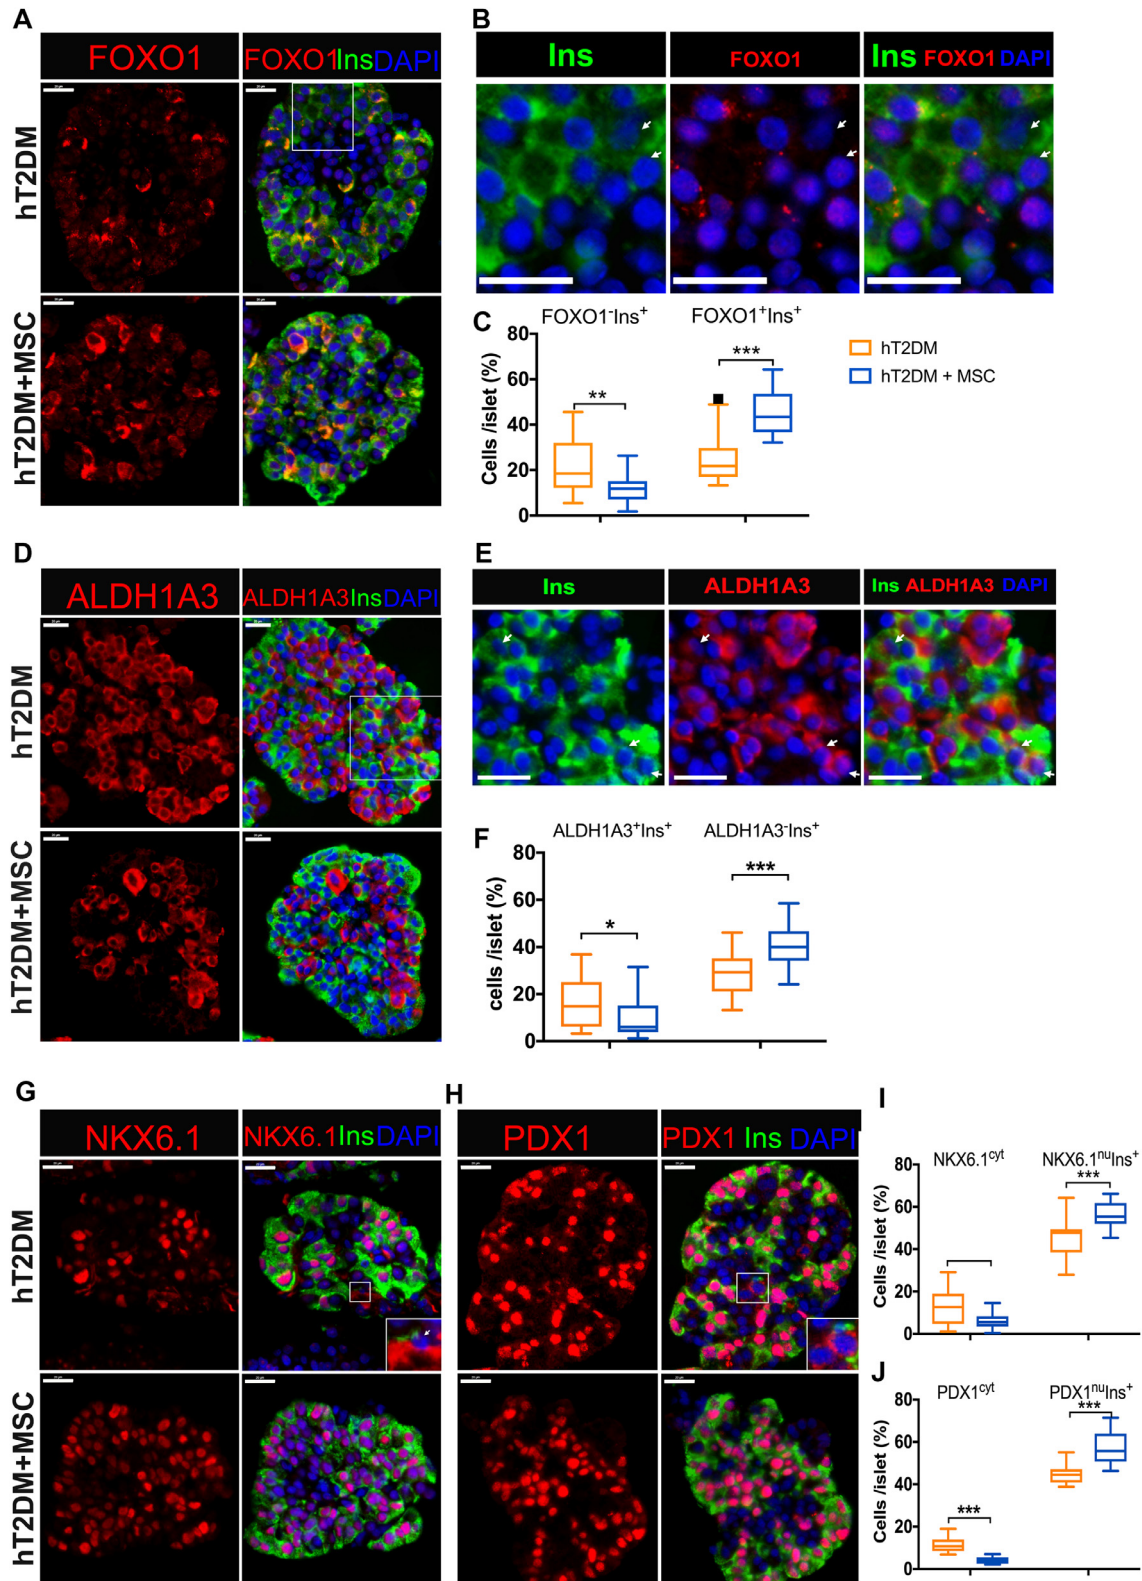 A
FOXO1
FOXO1InsDAPI
hT2DM
hT2DM+MSC
B
Ins
FOXO1
Ins FOXO1 DAPI
C
FOXO1⁻Ins⁺
FOXO1⁺Ins⁺
Cells /islet (%)
80
60
40
20
0
**
***
hT2DM
hT2DM + MSC
D
ALDH1A3
ALDH1A3InsDAPI
hT2DM
hT2DM+MSC
E
Ins
ALDH1A3
Ins ALDH1A3 DAPI
F
ALDH1A3⁺Ins⁺
ALDH1A3⁻Ins⁺
cells /islet (%)
80
60
40
20
0
*
***
G
NKX6.1
NKX6.1InsDAPI
hT2DM
hT2DM+MSC
H
PDX1
PDX1 Ins DAPI
I
NKX6.1ᶜʸᵗ
NKX6.1ⁿᵘIns⁺
Cells /islet (%)
80
60
40
20
0
***
J
PDX1ᶜʸᵗ
PDX1ⁿᵘIns⁺
Cells /islet (%)
80
60
40
20
0
***
***